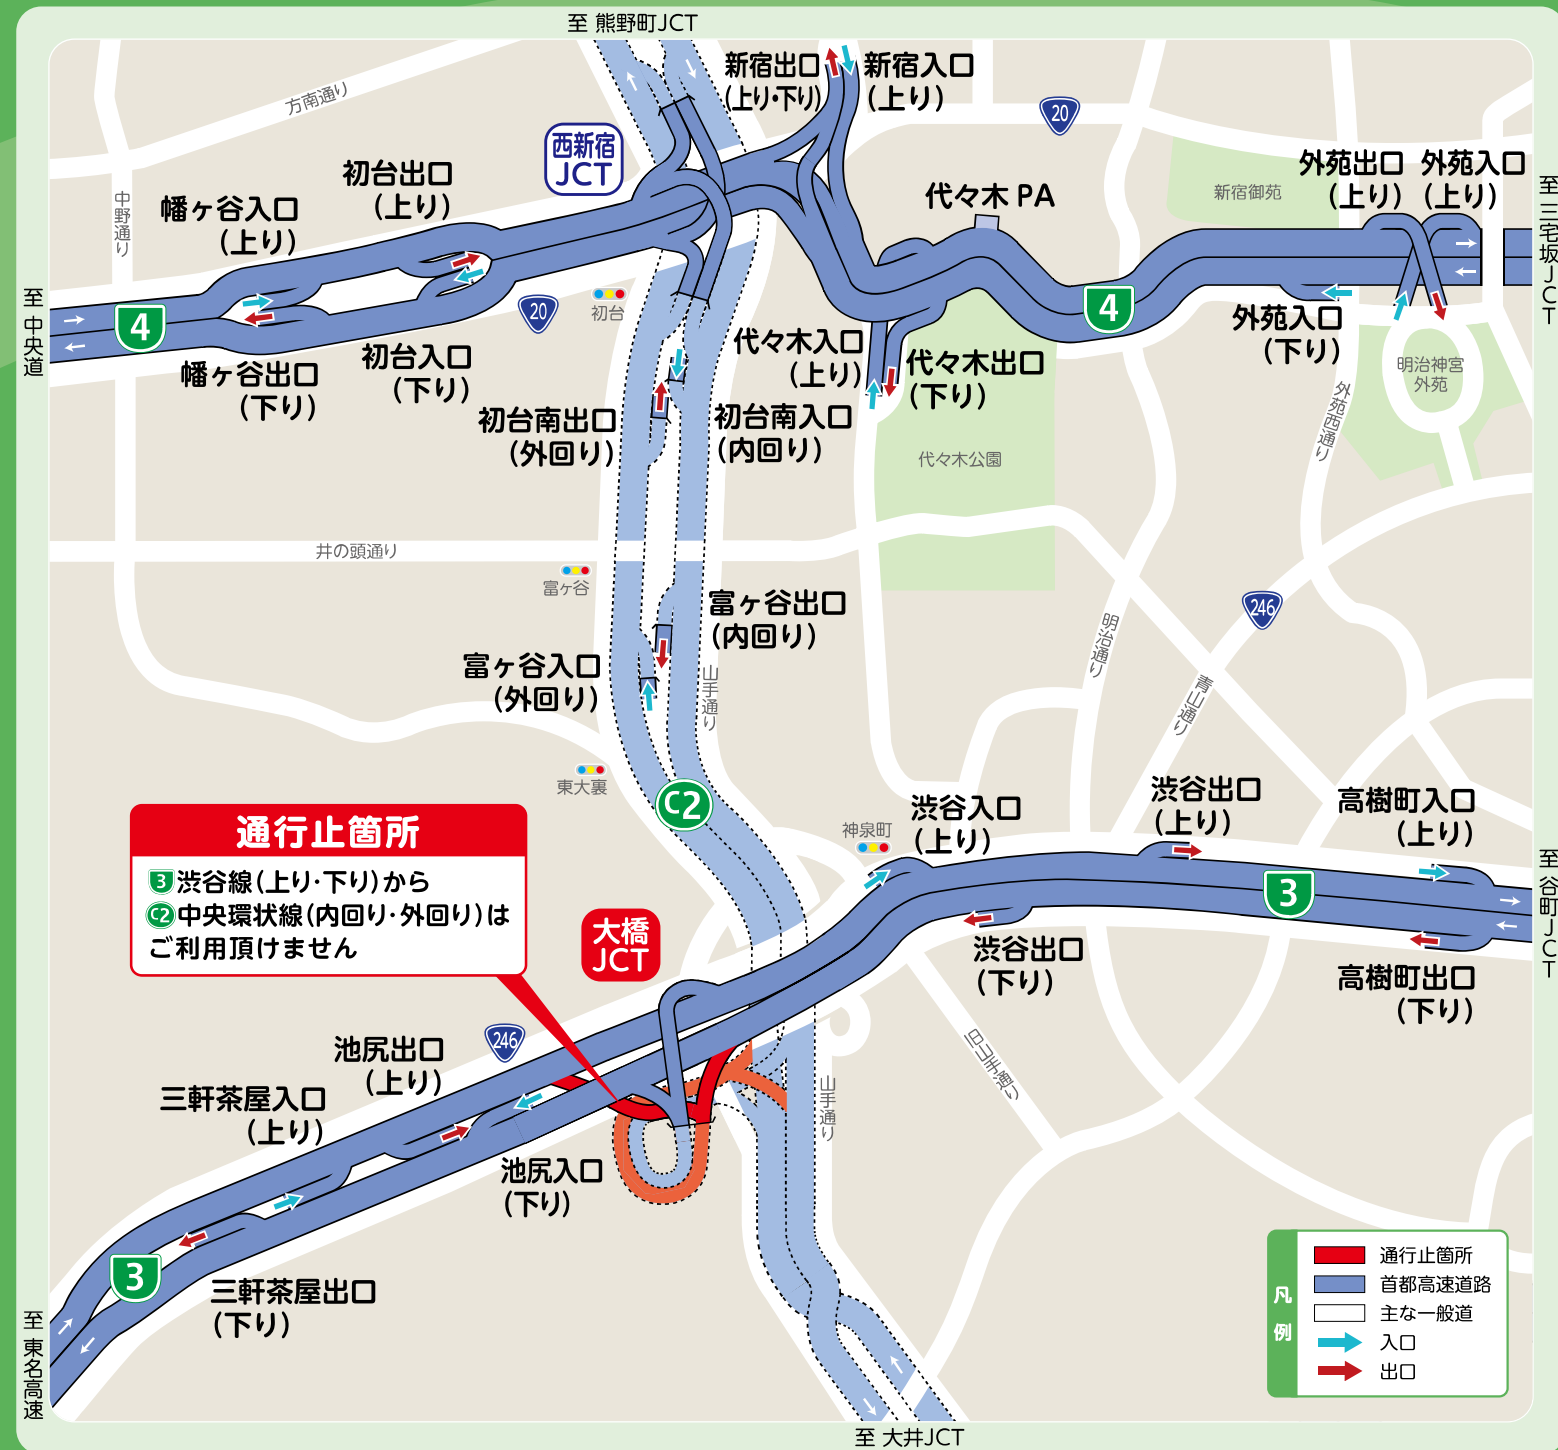 至 熊野町JCT
方南通り
新宿出口
(上り・下り)
新宿入口
(上り)
20
西新宿
JCT
中野通り
幡ヶ谷入口
(上り)
初台出口
(上り)
代々木 PA
新宿御苑
外苑出口
(上り)
外苑入口
(上り)
至 三宅坂JCT
至 中央道
4
20
初台
幡ヶ谷出口
(下り)
初台入口
(下り)
初台南出口
(外回り)
初台南入口
(内回り)
代々木入口
(上り)
代々木出口
(下り)
4
外苑入口
(下り)
明治神宮
外苑
外苑西通り
代々木公園
井の頭通り
富ヶ谷
富ヶ谷出口
(内回り)
富ヶ谷入口
(外回り)
山手通り
246
明治通り
青山通り
東大裏
C2
神泉町
渋谷入口
(上り)
渋谷出口
(上り)
高樹町入口
(上り)
至 谷町JCT
3
通行止箇所
3渋谷線(上り・下り)から
C2中央環状線(内回り・外回り)は
ご利用頂けません
大橋
JCT
渋谷出口
(下り)
高樹町出口
(下り)
246
池尻出口
(上り)
三軒茶屋入口
(上り)
旧山手通り
山手通り
池尻入口
(下り)
3
三軒茶屋出口
(下り)
至 東名高速
凡例
通行止箇所
首都高速道路
主な一般道
入口
出口
至 大井JCT